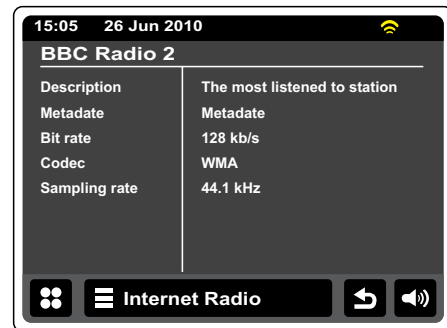 15:05 26 Jun 2010
BBC Radio 2
Description The most listened to station
Metadate Metadate
Bit rate 128 kb/s
Codec WMA
Sampling rate 44.1 kHz
Internet Radio